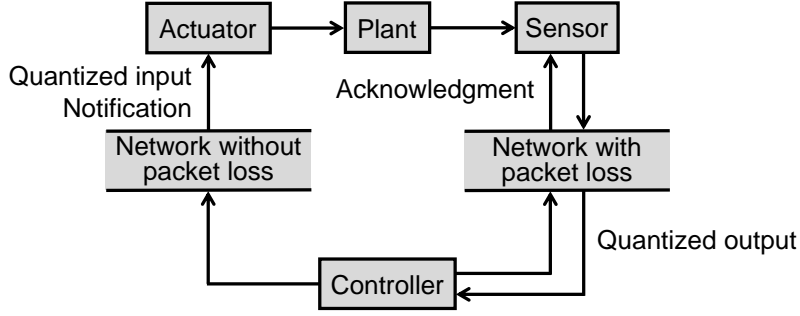 Actuator
Plant
Sensor
Quantized input
Notification
Acknowledgment
Network without
packet loss
Network with
packet loss
Quantized output
Controller